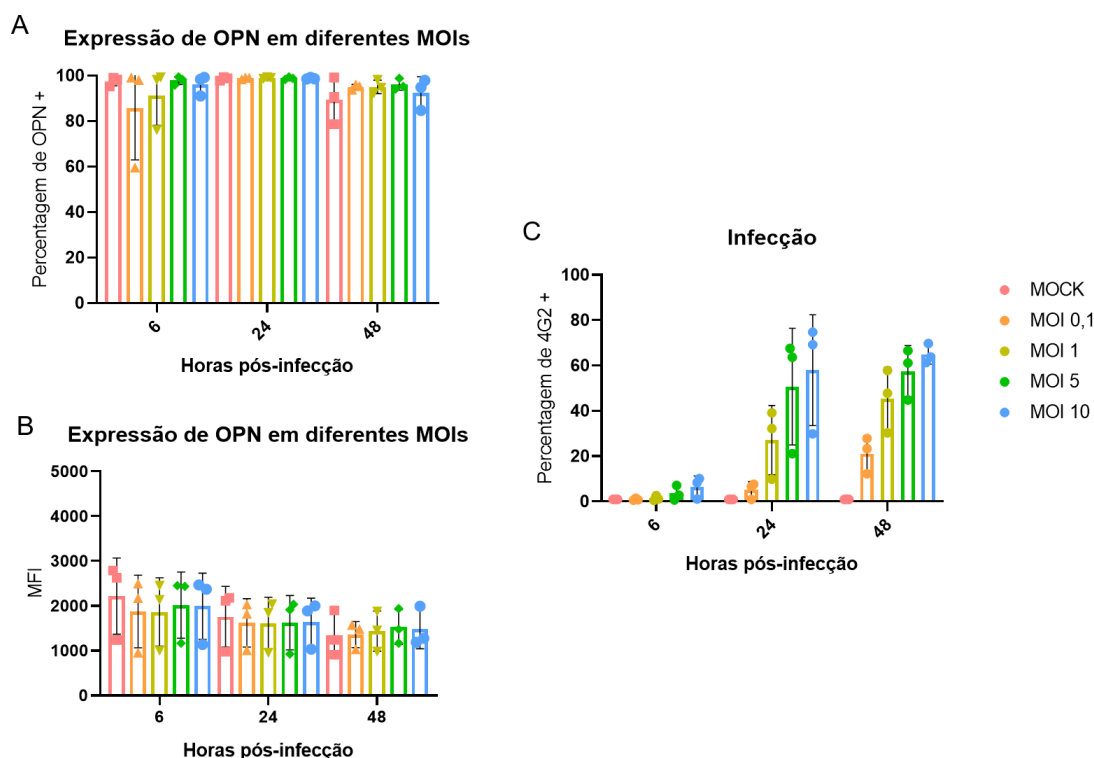 A
Expressão de OPN em diferentes MOIs
Percentagem de OPN +
100
80
60
40
20
0
6
24
48
Horas pós-infecção
B
Expressão de OPN em diferentes MOIs
MFI
5000
4000
3000
2000
1000
0
6
24
48
Horas pós-infecção
C
Infecção
Percentagem de 4G2 +
100
80
60
40
20
0
6
24
48
Horas pós-infecção
MOCK
MOI 0,1
MOI 1
MOI 5
MOI 10